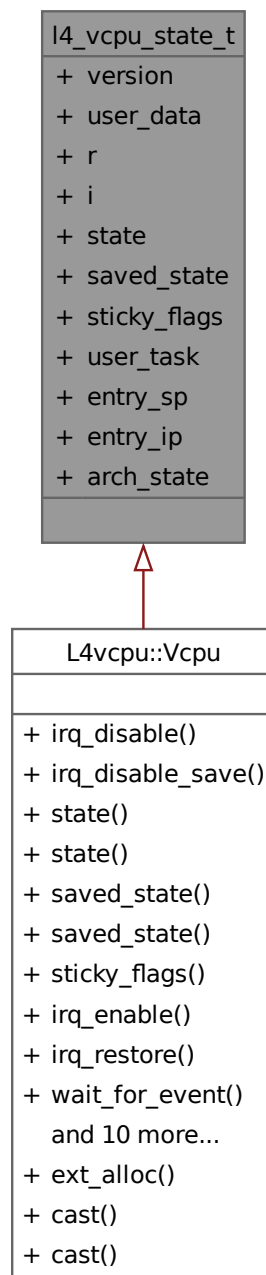 l4_vcpu_state_t
+ version
+ user_data
+ r
+ i
+ state
+ saved_state
+ sticky_flags
+ user_task
+ entry_sp
+ entry_ip
+ arch_state
L4vcpu::Vcpu
+ irq_disable()
+ irq_disable_save()
+ state()
+ state()
+ saved_state()
+ saved_state()
+ sticky_flags()
+ irq_enable()
+ irq_restore()
+ wait_for_event()
and 10 more...
+ ext_alloc()
+ cast()
+ cast()